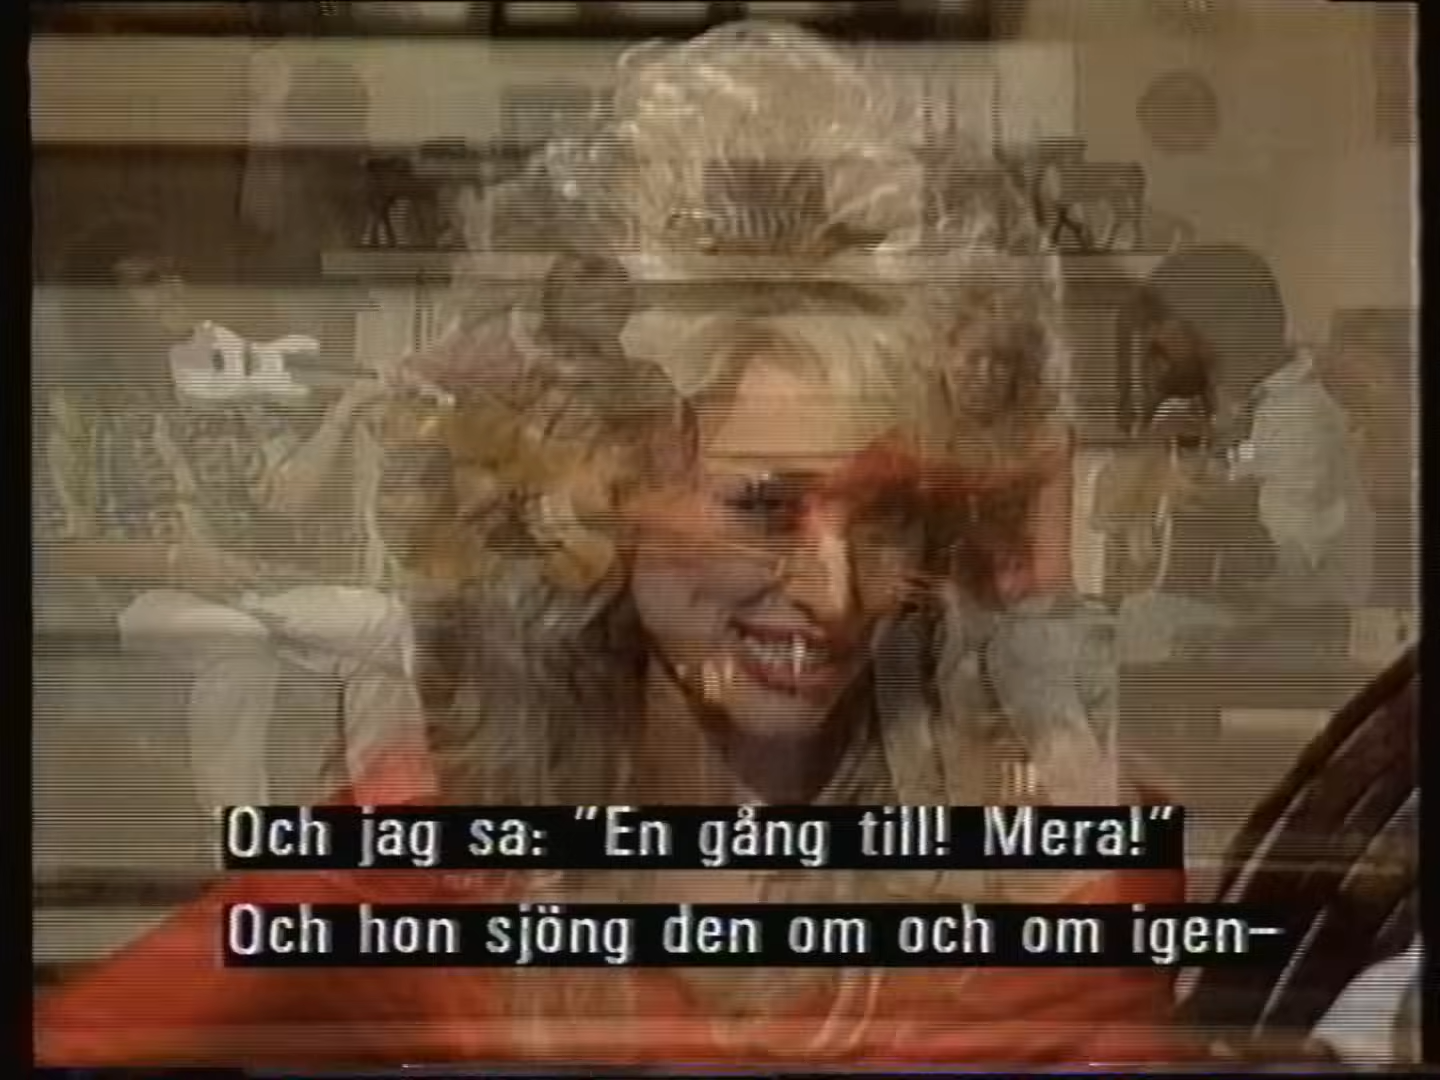 Och jag sa: ”En gång till! Mera!”
Och hon sjöng den om och om igen–